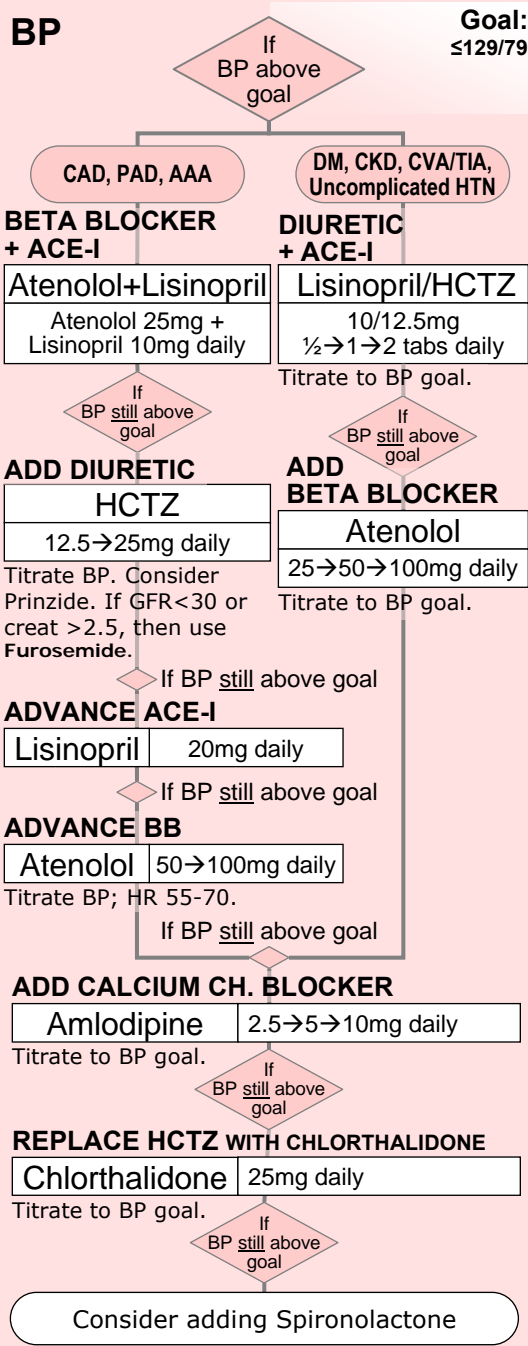 BP
Goal:
≤129/79
If
BP above
goal
CAD, PAD, AAA
DM, CKD, CVA/TIA,
Uncomplicated HTN
BETA BLOCKER
+ ACE-I
Atenolol+Lisinopril
Atenolol 25mg +
Lisinopril 10mg daily
DIURETIC
+ ACE-I
Lisinopril/HCTZ
10/12.5mg
½→1→2 tabs daily
Titrate to BP goal.
If
BP still above
goal
If
BP still above
goal
ADD DIURETIC
HCTZ
12.5→25mg daily
Titrate BP. Consider
Prinzide. If GFR<30 or
creat >2.5, then use
Furosemide.
ADD
BETA BLOCKER
Atenolol
25→50→100mg daily
Titrate to BP goal.
If BP still above goal
ADVANCE ACE-I
Lisinopril 20mg daily
If BP still above goal
ADVANCE BB
Atenolol 50→100mg daily
Titrate BP; HR 55-70.
If BP still above goal
ADD CALCIUM CH. BLOCKER
Amlodipine 2.5→5→10mg daily
Titrate to BP goal.
If
BP still above
goal
REPLACE HCTZ WITH CHLORTHALIDONE
Chlorthalidone 25mg daily
Titrate to BP goal.
If
BP still above
goal
Consider adding Spironolactone